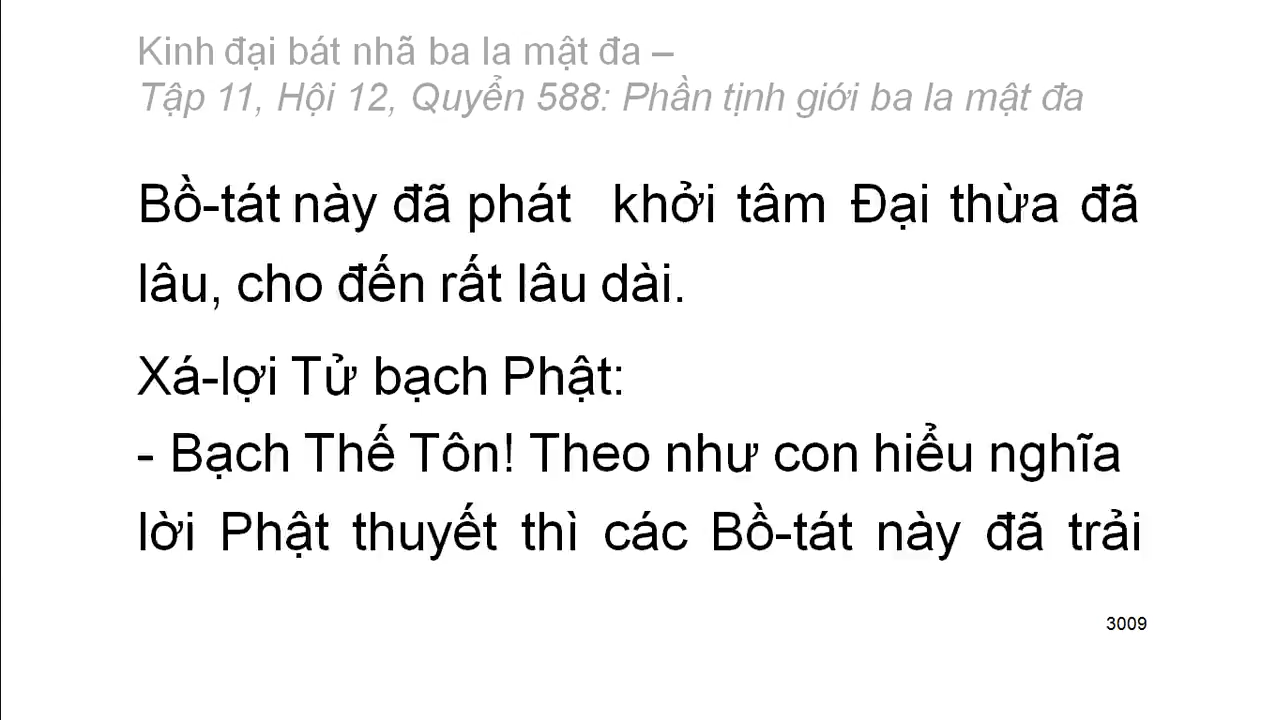 Kinh đại bát nhã ba la mật đa –
Tập 11, Hội 12, Quyển 588: Phần tịnh giới ba la mật đa
Bồ-tát này đã phát khởi tâm Đại thừa đã
lâu, cho đến rất lâu dài.
Xá-lợi Tử bạch Phật:
- Bạch Thế Tôn! Theo như con hiểu nghĩa
lời Phật thuyết thì các Bồ-tát này đã trải
3009